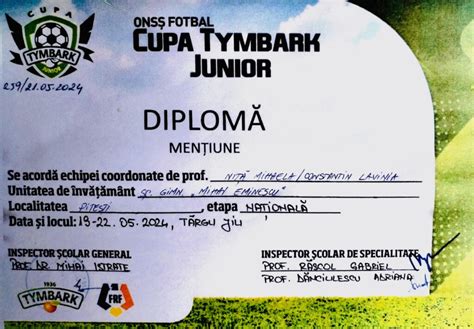 CUPA
TYMBARK
JUNIOR
ONSȘ FOTBAL
CUPA TYMBARK
JUNIOR
259/21.05.2024
DIPLOMĂ
MENȚIUNE
Se acordă echipei coordonate de prof. NIȚĂ MIHAELA/CONSTANTIN LAVINIA
Unitatea de învățământ ȘC. GIMN. „MIHAI EMINESCU"
Localitatea PITEȘTI, etapa NAȚIONALĂ
Data și locul: 19-22.05.2024, TÂRGU JIU
INSPECTOR ȘCOLAR GENERAL
PROF. DR. MIHAI ISTRATE
INSPECTOR ȘCOLAR DE SPECIALITATE
PROF. RĂSCOL GABRIEL
PROF. DĂNCIULESCU ADRIANA
1936
TYMBARK
FRF